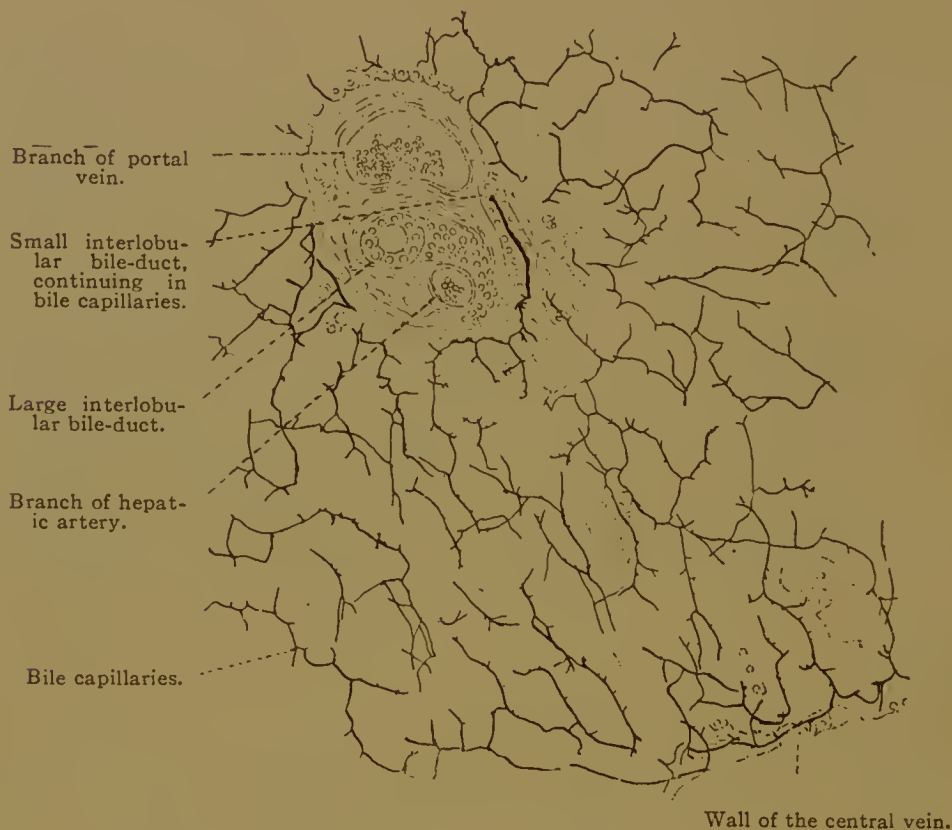 Branch of portal
vein.
Small interlobu-
lar bile-duct,
continuing in
bile capillaries.
Large interlobu-
lar bile-duct.
Branch of hepat-
ic artery.
Bile capillaries.
Wall of the central vein.